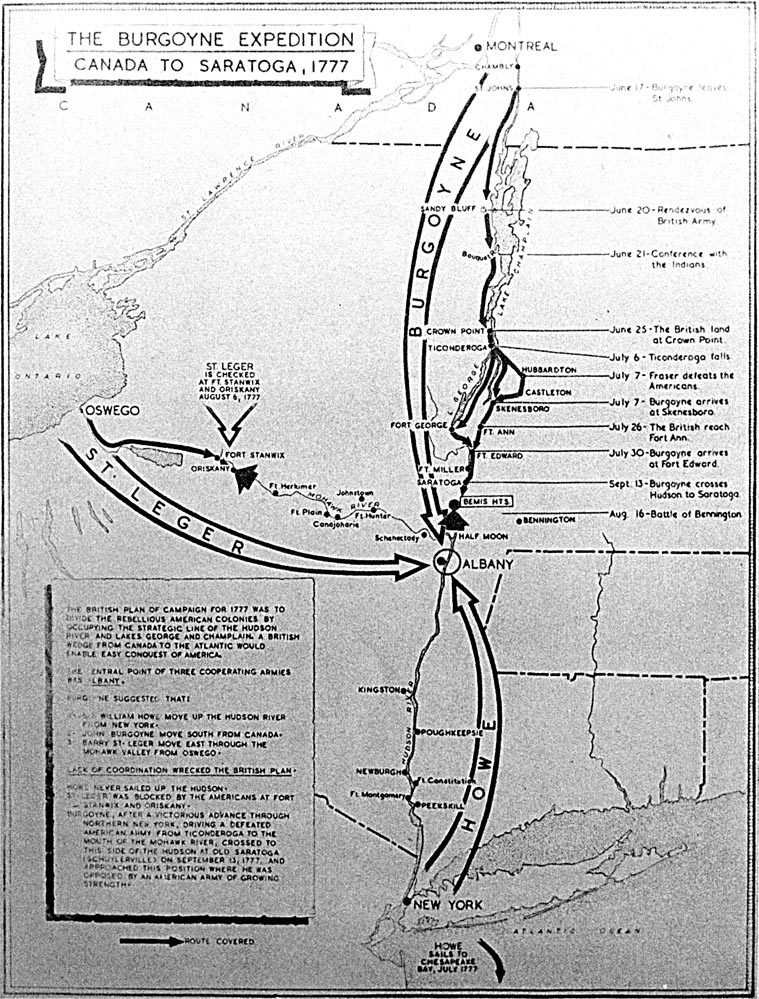 THE BURGOYNE EXPEDITION
CANADA TO SARATOGA, 1777
MONTREAL
CHAMBLY
ST. JOHNS
June 17-Burgoyne leaves
St. Johns.
C A N A D A
ST. LAWRENCE RIVER
BURGOYNE
SANDY BLUFF
June 20-Rendezvous of
British Army.
LAKE CHAMPLAIN
Bouquet
June 21-Conference with
the Indians.
LAKE
ONTARIO
CROWN POINT
June 25-The British land
at Crown Point.
TICONDEROGA
July 6-Ticonderoga falls
HUBBARDTON
July 7-Fraser defeats the
Americans.
L. GEORGE
CASTLETON
SKENESBORO
July 7-Burgoyne arrives
at Skenesboro.
ST. LEGER
IS CHECKED
AT FT. STANWIX
AND ORISKANY
AUGUST 6, 1777
OSWEGO
FORT GEORGE
FT. ANN
July 26-The British reach
Fort Ann.
FORT STANWIX
ORISKANY
FT. EDWARD
July 30-Burgoyne arrives
at Fort Edward.
FT. MILLER
SARATOGA
Sept. 13-Burgoyne crosses
Hudson to Saratoga.
BEMIS HTS.
Aug. 16-Battle of Bennington
BENNINGTON
Ft. Herkimer
MOHAWK RIVER
Johnstown
Ft. Plain
Ft. Hunter
Canajoharie
Schenectady
HALF MOON
ST. LEGER
ALBANY
THE BRITISH PLAN OF CAMPAIGN FOR 1777 WAS TO
DIVIDE THE REBELLIOUS AMERICAN COLONIES BY
OCCUPYING THE STRATEGIC LINE OF THE HUDSON
RIVER AND LAKES GEORGE AND CHAMPLAIN. A BRITISH
WEDGE FROM CANADA TO THE ATLANTIC WOULD
ENABLE EASY CONQUEST OF AMERICA.
THE CENTRAL POINT OF THREE COOPERATING ARMIES
WAS ALBANY.
BURGOYNE SUGGESTED THAT:
WILLIAM HOWE MOVE UP THE HUDSON RIVER
FROM NEW YORK.
JOHN BURGOYNE MOVE SOUTH FROM CANADA.
BARRY ST. LEGER MOVE EAST THROUGH THE
MOHAWK VALLEY FROM OSWEGO.
LACK OF COORDINATION WRECKED THE BRITISH PLAN.
HOWE NEVER SAILED UP THE HUDSON.
ST. LEGER WAS BLOCKED BY THE AMERICANS AT FORT
STANWIX AND ORISKANY.
BURGOYNE, AFTER A VICTORIOUS ADVANCE THROUGH
NORTHERN NEW YORK, DRIVING A DEFEATED
AMERICAN ARMY FROM TICONDEROGA TO THE
MOUTH OF THE MOHAWK RIVER, CROSSED TO
THIS SIDE OF THE HUDSON AT OLD SARATOGA
(SCHUYLERVILLE) ON SEPTEMBER 13, 1777, AND
APPROACHED THIS POSITION WHERE HE WAS
OPPOSED BY AN AMERICAN ARMY OF GROWING
STRENGTH.
KINGSTON
HUDSON RIVER
POUGHKEEPSIE
HOWE
NEWBURGH
Ft. Constitution
Ft. Montgomery
PEEKSKILL
NEW YORK
ATLANTIC OCEAN
ROUTE COVERED
HOWE
SAILS TO
CHESAPEAKE
BAY, JULY 1777